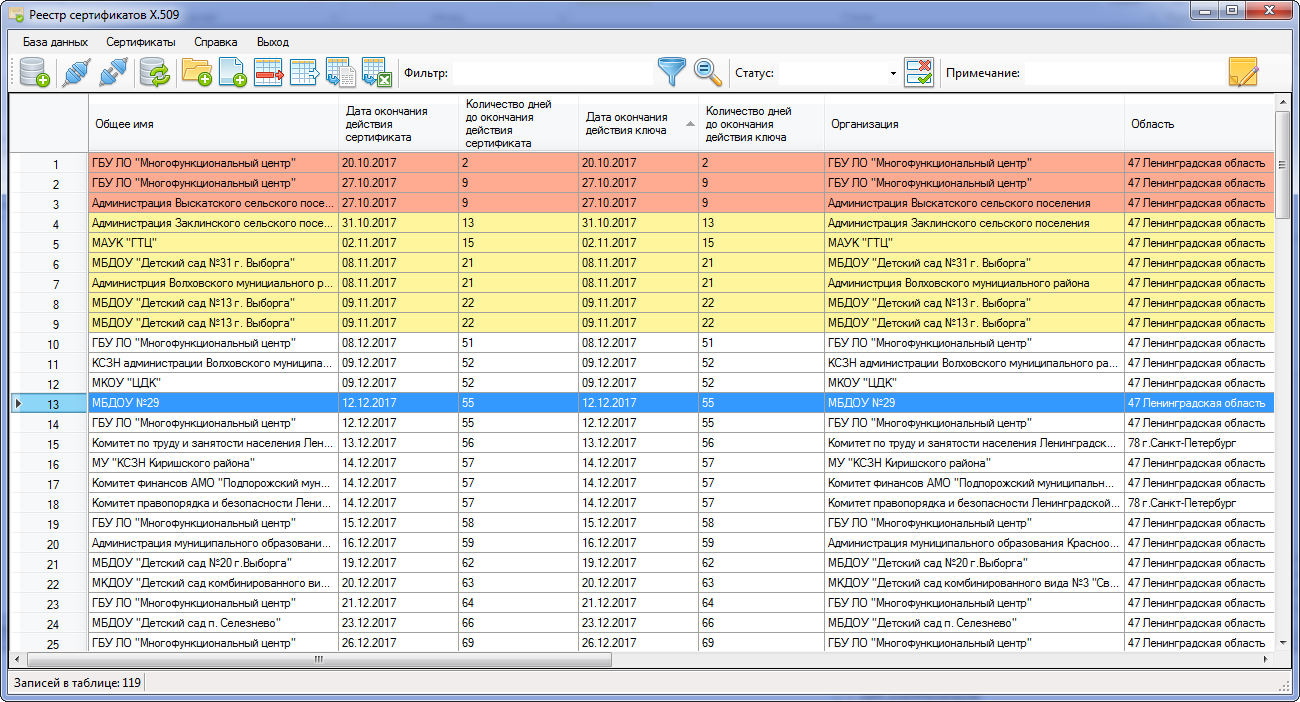 Реестр сертификатов X.509
База данных Сертификаты Справка Выход
Фильтр: Статус: Примечание:
Общее имя
Дата окончания действия сертификата
Количество дней до окончания действия сертификата
Дата окончания действия ключа
Количество дней до окончания действия ключа
Организация
Область
1 ГБУ ЛО "Многофункциональный центр" 20.10.2017 2 20.10.2017 2 ГБУ ЛО "Многофункциональный центр" 47 Ленинградская область
2 ГБУ ЛО "Многофункциональный центр" 27.10.2017 9 27.10.2017 9 ГБУ ЛО "Многофункциональный центр" 47 Ленинградская область
3 Администрация Выскатского сельского посе... 27.10.2017 9 27.10.2017 9 Администрация Выскатского сельского поселения 47 Ленинградская область
4 Администрация Заклинского сельского посе... 31.10.2017 13 31.10.2017 13 Администрация Заклинского сельского поселения 47 Ленинградская область
5 МАУК "ГТЦ" 02.11.2017 15 02.11.2017 15 МАУК "ГТЦ" 47 Ленинградская область
6 МБДОУ "Детский сад №31 г. Выборга" 08.11.2017 21 08.11.2017 21 МБДОУ "Детский сад №31 г. Выборга" 47 Ленинградская область
7 Администрция Волховского муниципального р... 08.11.2017 21 08.11.2017 21 Администрция Волховского мунициального района 47 Ленинградская область
8 МБДОУ "Детский сад №13 г. Выборга" 09.11.2017 22 09.11.2017 22 МБДОУ "Детский сад №13 г. Выборга" 47 Ленинградская область
9 МБДОУ "Детский сад №13 г. Выборга" 09.11.2017 22 09.11.2017 22 МБДОУ "Детский сад №13 г. Выборга" 47 Ленинградская область
10 ГБУ ЛО "Многофункциональный центр" 08.12.2017 51 08.12.2017 51 ГБУ ЛО "Многофункциональный центр" 47 Ленинградская область
11 КСЗН администрации Волховского муниципа... 09.12.2017 52 09.12.2017 52 КСЗН администрации Волховского муниципального ра... 47 Ленинградская область
12 МКОУ "ЦДК" 09.12.2017 52 09.12.2017 52 МКОУ "ЦДК" 47 Ленинградская область
13 МБДОУ №29 12.12.2017 55 12.12.2017 55 МБДОУ №29 47 Ленинградская область
14 ГБУ ЛО "Многофункциональный центр" 12.12.2017 55 12.12.2017 55 ГБУ ЛО "Многофункциональный центр" 47 Ленинградская область
15 Комитет по труду и занятости населения Лен... 13.12.2017 56 13.12.2017 56 Комитет по труду и занятости населения Ленинградск... 78 г.Санкт-Петербург
16 МУ "КСЗН Киришского района" 14.12.2017 57 14.12.2017 57 МУ "КСЗН Киришского района" 47 Ленинградская область
17 Комитет финансов АМО "Подпорожский мун... 14.12.2017 57 14.12.2017 57 Комитет финансов АМО "Подпорожский муниципальн... 47 Ленинградская область
18 Комитет правопорядка и безопасности Лени... 14.12.2017 57 14.12.2017 57 Комитет правопорядка и безопасности Ленинградской... 78 г.Санкт-Петербург
19 ГБУ ЛО "Многофункциональный центр" 15.12.2017 58 15.12.2017 58 ГБУ ЛО "Многофункциональный центр" 47 Ленинградская область
20 Администрация муниципального образовани... 16.12.2017 59 16.12.2017 59 Администрация муниципального образования Красноо... 47 Ленинградская область
21 МБДОУ "Детский сад №20 г.Выборга" 19.12.2017 62 19.12.2017 62 МБДОУ "Детский сад №20 г.Выборга" 47 Ленинградская область
22 МКДОУ "Детский сад комбинированного ви... 20.12.2017 63 20.12.2017 63 МКДОУ "Детский сад комбинированного вида №3 "Св... 47 Ленинградская область
23 ГБУ ЛО "Многофункциональный центр" 21.12.2017 64 21.12.2017 64 ГБУ ЛО "Многофункциональный центр" 47 Ленинградская область
24 МБДОУ "Детский сад п. Селезнево" 23.12.2017 66 23.12.2017 66 МБДОУ "Детский сад п. Селезнево" 47 Ленинградская область
25 ГБУ ЛО "Многофункциональный центр" 26.12.2017 69 26.12.2017 69 ГБУ ЛО "Многофункциональный центр" 47 Ленинградская область
Записей в таблице: 119